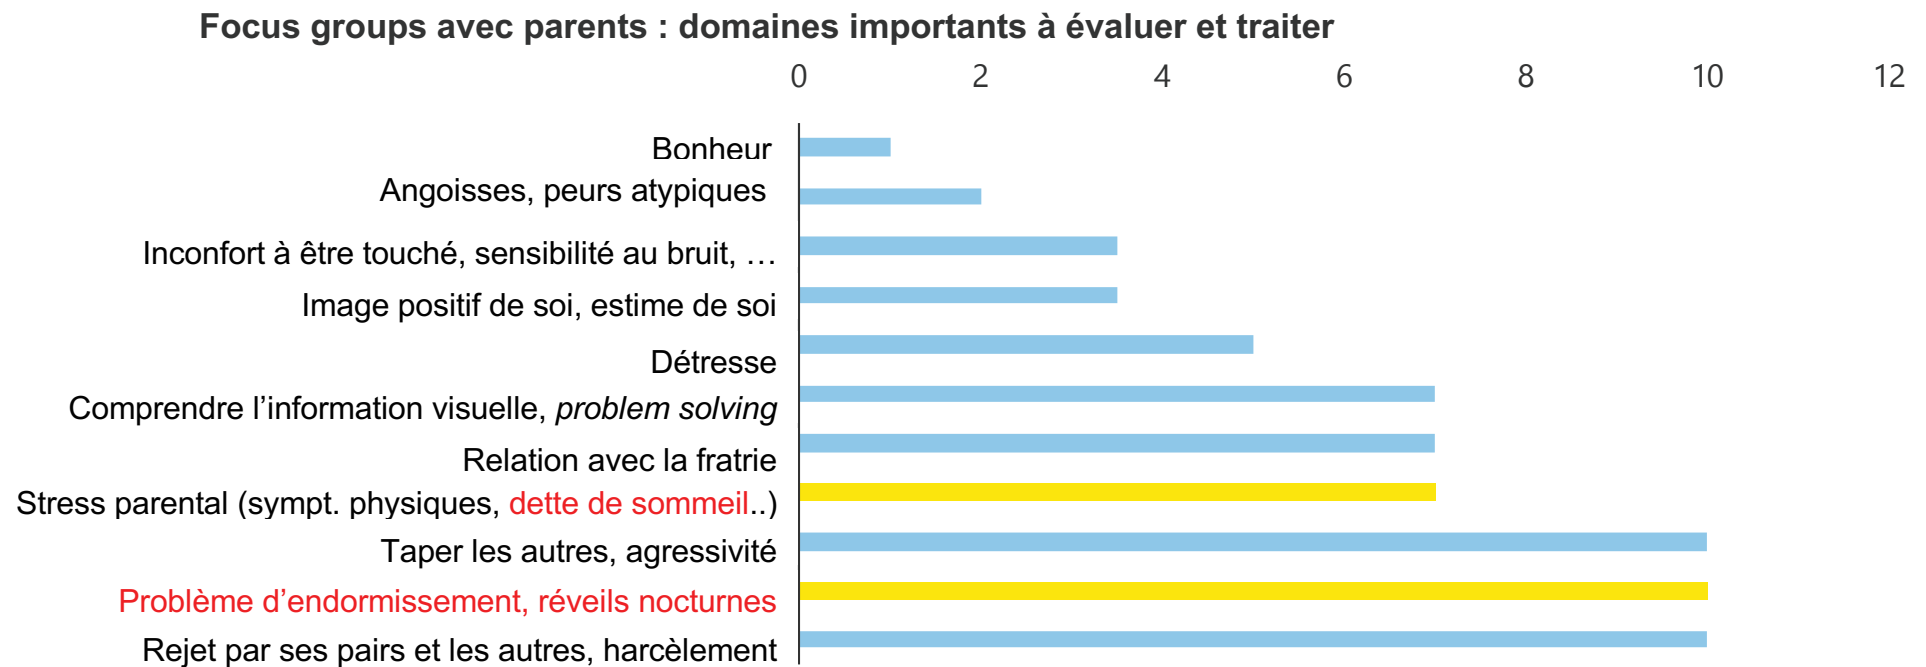 Focus groups avec parents : domaines importants à évaluer et traiter
0 2 4 6 8 10 12
Bonheur
Angoisses, peurs atypiques
Inconfort à être touché, sensibilité au bruit, …
Image positif de soi, estime de soi
Détresse
Comprendre l’information visuelle, problem solving
Relation avec la fratrie
Stress parental (sympt. physiques, dette de sommeil..)
Taper les autres, agressivité
Problème d’endormissement, réveils nocturnes
Rejet par ses pairs et les autres, harcèlement